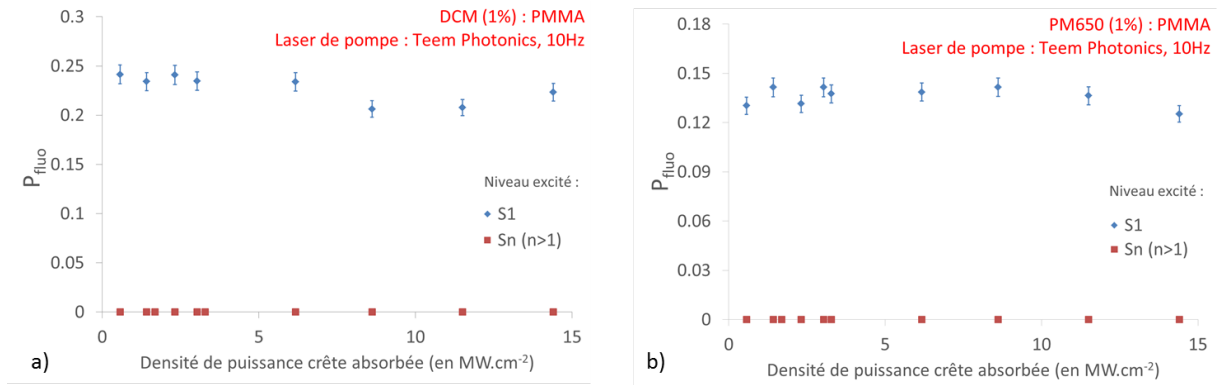 DCM (1%) : PMMA
Laser de pompe : Teem Photonics, 10Hz
0.3
0.25
0.2
0.15
0.1
0.05
0
P_fluo
Niveau excité :
S1
Sn (n>1)
0 5 10 15
a)
Densité de puissance crête absorbée (en MW.cm⁻²)
PM650 (1%) : PMMA
Laser de pompe : Teem Photonics, 10Hz
0.18
0.15
0.12
0.09
0.06
0.03
0
P_fluo
Niveau excité :
S1
Sn (n>1)
0 5 10 15
b)
Densité de puissance crête absorbée (en MW.cm⁻²)